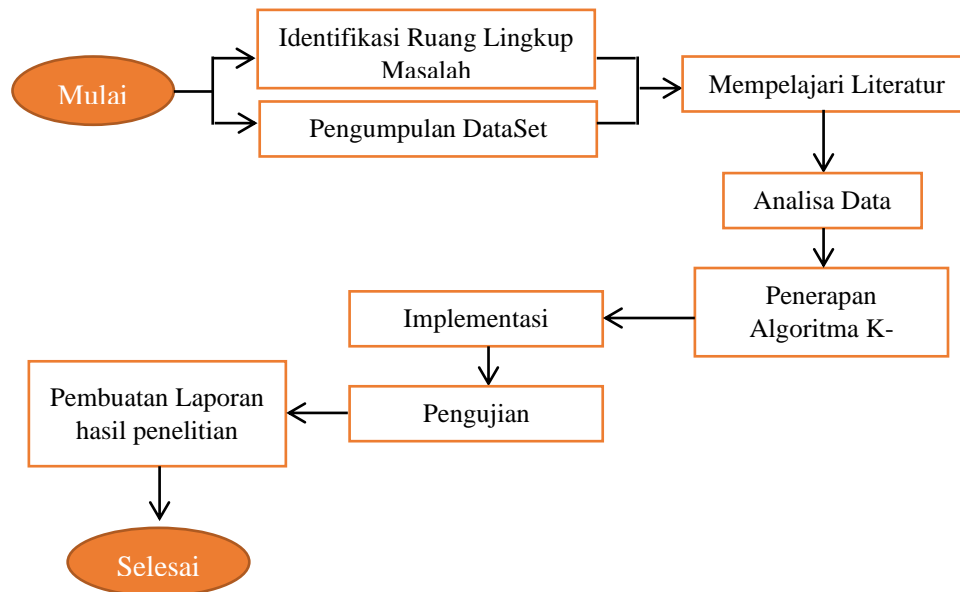 Mulai
Identifikasi Ruang Lingkup
Masalah
Pengumpulan DataSet
Mempelajari Literatur
Analisa Data
Penerapan
Algoritma K-
Implementasi
Pengujian
Pembuatan Laporan
hasil penelitian
Selesai